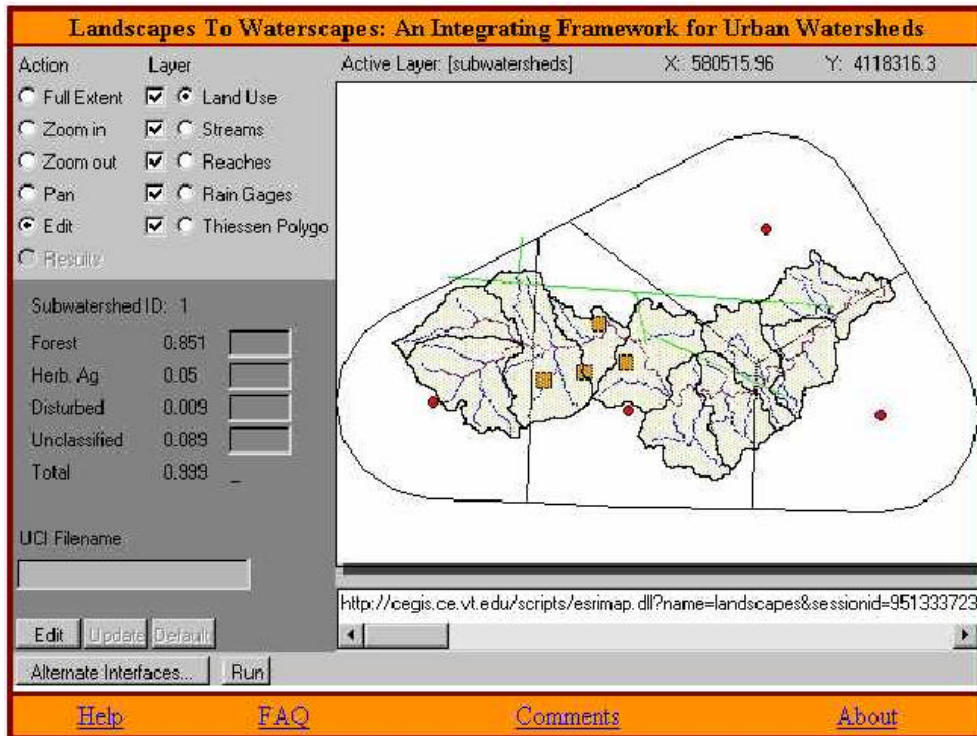 Landscapes To Waterscapes: An Integrating Framework for Urban Watersheds
Action Layer Active Layer: [subwatersheds] X: 580515.96 Y: 4118316.3
Full Extent Land Use
Zoom in Streams
Zoom out Reaches
Pan Rain Gages
Edit Thiessen Polygo
Results
Subwatershed ID: 1
Forest 0.851
Herb. Ag 0.05
Disturbed 0.009
Unclassified 0.089
Total 0.999 _
UCI Filename
http://cegis.ce.vt.edu/scripts/esrimap.dll?name=landscapes&sessionid=951333723
Edit Update Default
Alternate Interfaces... Run
Help FAQ Comments About